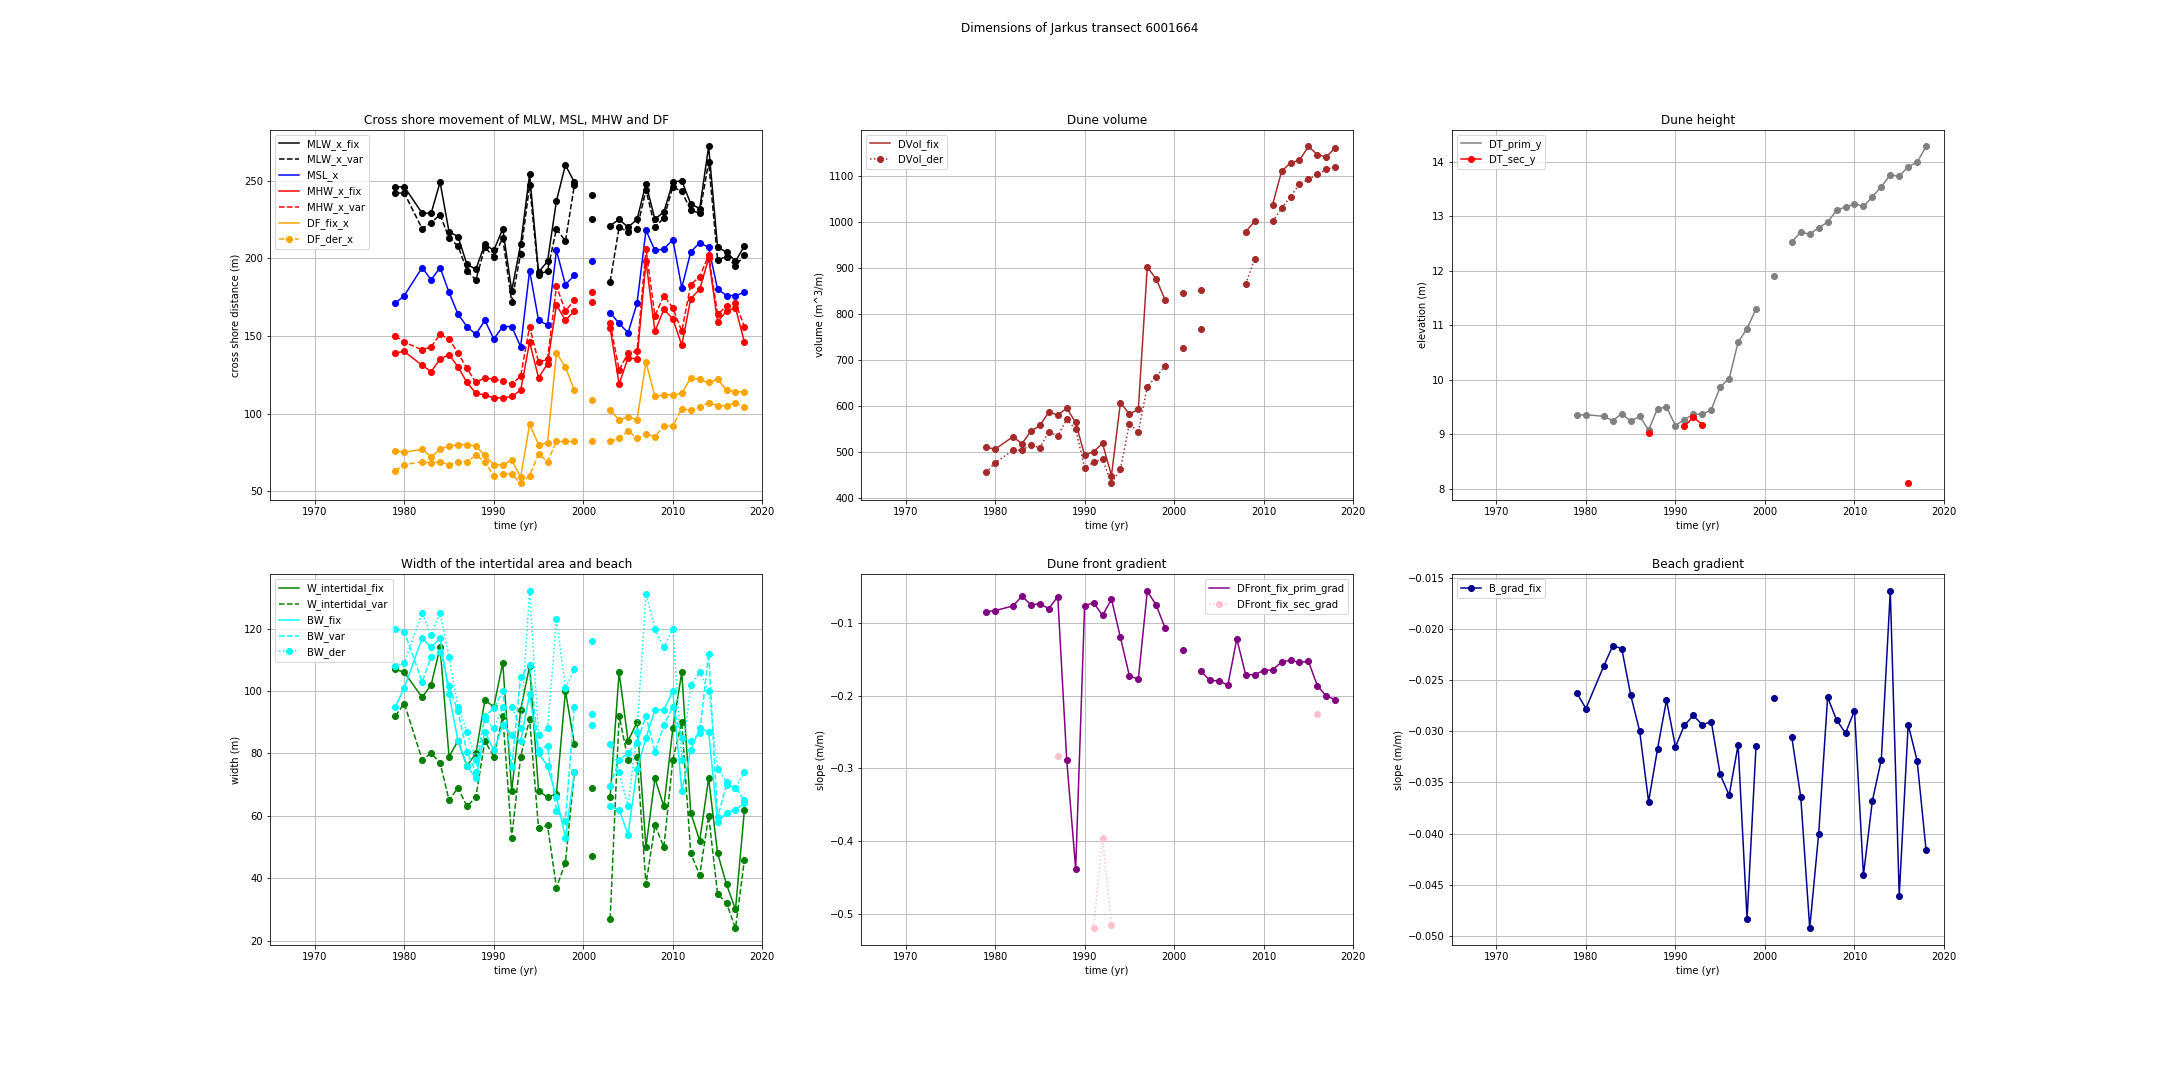 Dimensions of Jarkus transect 6001664
Cross shore movement of MLW, MSL, MHW and DF
MLW_x_fix
MLW_x_var
MSL_x
MHW_x_fix
MHW_x_var
DF_fix_x
DF_der_x
cross shore distance (m)
250
200
150
100
50
1970 1980 1990 2000 2010 2020
time (yr)
Dune volume
DVol_fix
DVol_der
volume (m^3/m)
1100
1000
900
800
700
600
500
400
1970 1980 1990 2000 2010 2020
time (yr)
Dune height
DT_prim_y
DT_sec_y
elevation (m)
14
13
12
11
10
9
8
1970 1980 1990 2000 2010 2020
time (yr)
Width of the intertidal area and beach
W_intertidal_fix
W_intertidal_var
BW_fix
BW_var
BW_der
width (m)
120
100
80
60
40
20
1970 1980 1990 2000 2010 2020
time (yr)
Dune front gradient
DFront_fix_prim_grad
DFront_fix_sec_grad
slope (m/m)
−0.1
−0.2
−0.3
−0.4
−0.5
1970 1980 1990 2000 2010 2020
time (yr)
Beach gradient
B_grad_fix
slope (m/m)
−0.015
−0.020
−0.025
−0.030
−0.035
−0.040
−0.045
−0.050
1970 1980 1990 2000 2010 2020
time (yr)